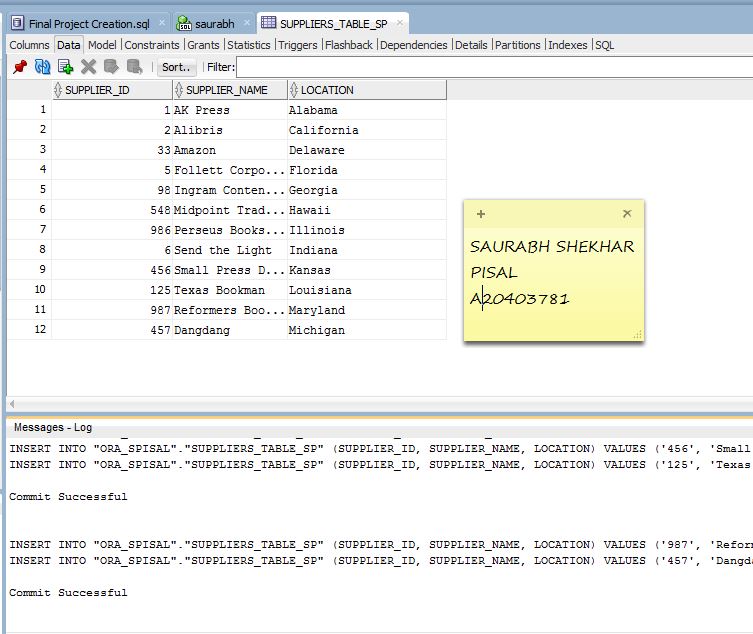 Final Project Creation.sql saurabh SUPPLIERS_TABLE_SP
Columns Data Model Constraints Grants Statistics Triggers Flashback Dependencies Details Partitions Indexes SQL
Sort.. Filter:
SUPPLIER_ID SUPPLIER_NAME LOCATION
1 1 AK Press Alabama
2 2 Alibris California
3 33 Amazon Delaware
4 5 Follett Corpo... Florida
5 98 Ingram Conten... Georgia
6 548 Midpoint Trad... Hawaii
7 986 Perseus Books... Illinois
8 6 Send the Light Indiana
9 456 Small Press D... Kansas
10 125 Texas Bookman Louisiana
11 987 Reformers Boo... Maryland
12 457 Dangdang Michigan
SAURABH SHEKHAR
PISAL
A20403781
Messages - Log
INSERT INTO "ORA_SPISAL"."SUPPLIERS_TABLE_SP" (SUPPLIER_ID, SUPPLIER_NAME, LOCATION) VALUES ('456', 'Small
INSERT INTO "ORA_SPISAL"."SUPPLIERS_TABLE_SP" (SUPPLIER_ID, SUPPLIER_NAME, LOCATION) VALUES ('125', 'Texas
Commit Successful
INSERT INTO "ORA_SPISAL"."SUPPLIERS_TABLE_SP" (SUPPLIER_ID, SUPPLIER_NAME, LOCATION) VALUES ('987', 'Refor
INSERT INTO "ORA_SPISAL"."SUPPLIERS_TABLE_SP" (SUPPLIER_ID, SUPPLIER_NAME, LOCATION) VALUES ('457', 'Dangda
Commit Successful